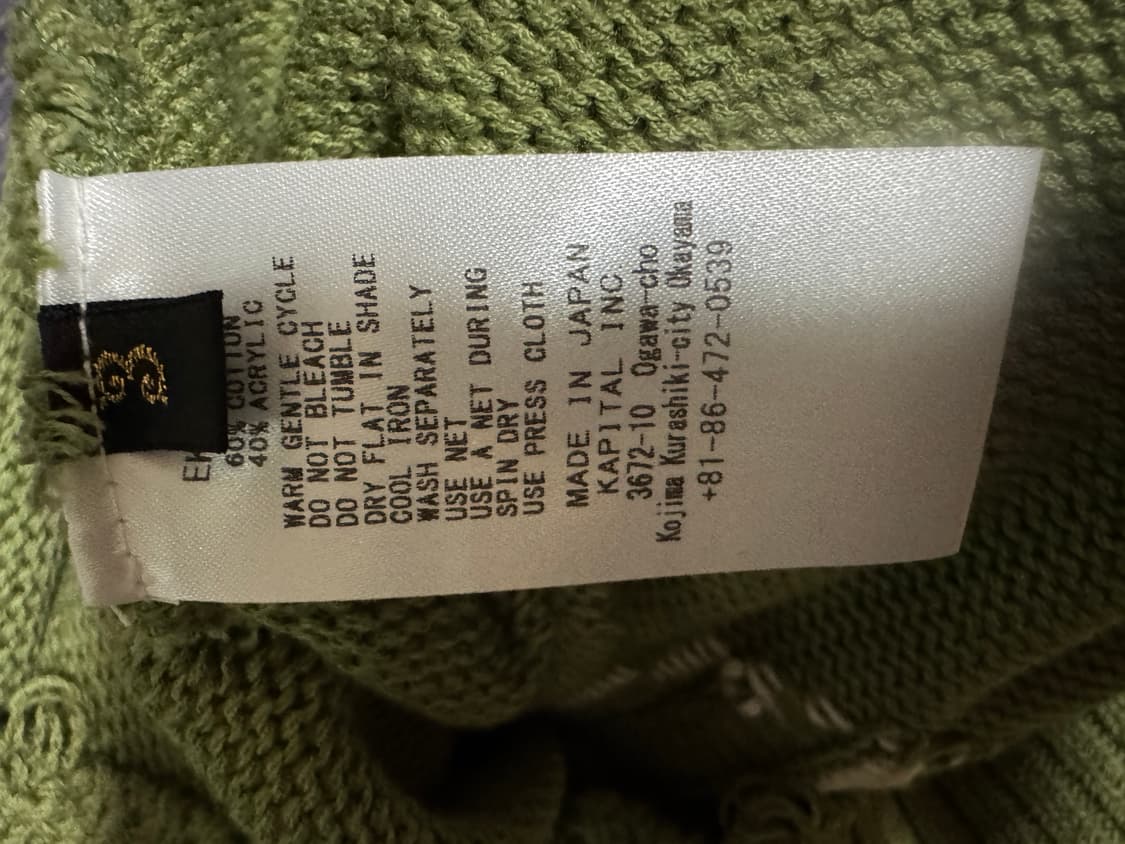 3
60% COTTON
40% ACRYLIC
WARM GENTLE CYCLE
DO NOT BLEACH
DO NOT TUMBLE
DRY FLAT IN SHADE
COOL IRON
WASH SEPARATELY
USE NET
USE A NET DURING
SPIN DRY
USE PRESS CLOTH
MADE IN JAPAN
KAPITAL INC
3672-10 Ogawa-cho
Kojima Kurashiki-city Okayama
+81-86-472-0539